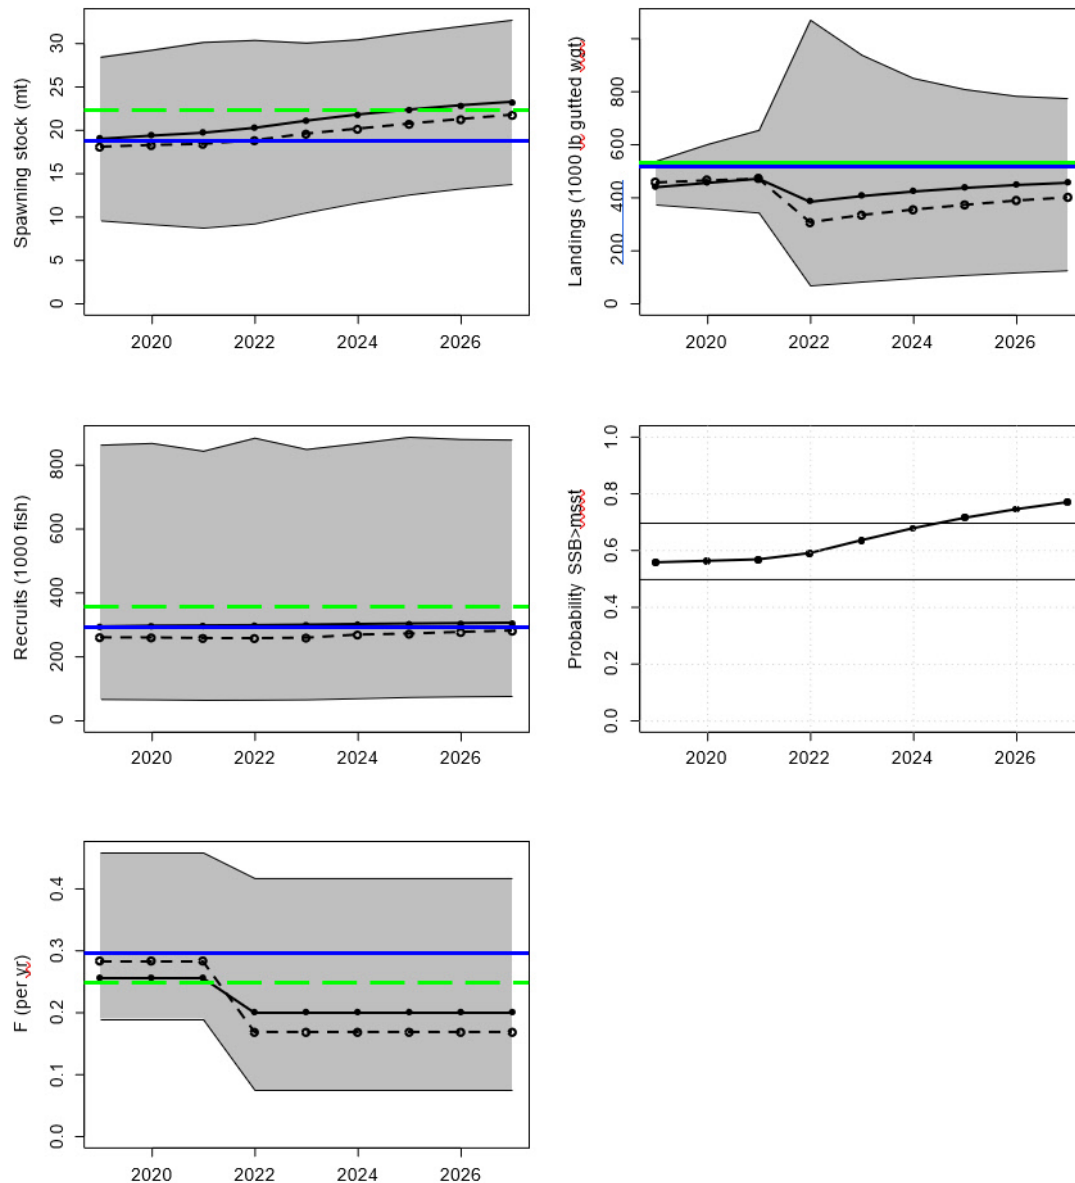 Spawning stock (mt)
0 5 10 15 20 25 30
2020 2022 2024 2026
Landings (1000 lb gutted wgt)
0 200 400 600 800
2020 2022 2024 2026
Recruits (1000 fish)
0 200 400 600 800
2020 2022 2024 2026
Probability SSB>msst
0.0 0.2 0.4 0.6 0.8 1.0
2020 2022 2024 2026
F (per yr)
0.0 0.1 0.2 0.3 0.4
2020 2022 2024 2026